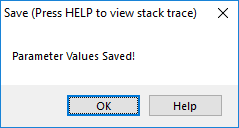 Save (Press HELP to view stack trace)
Parameter Values Saved!
OK
Help